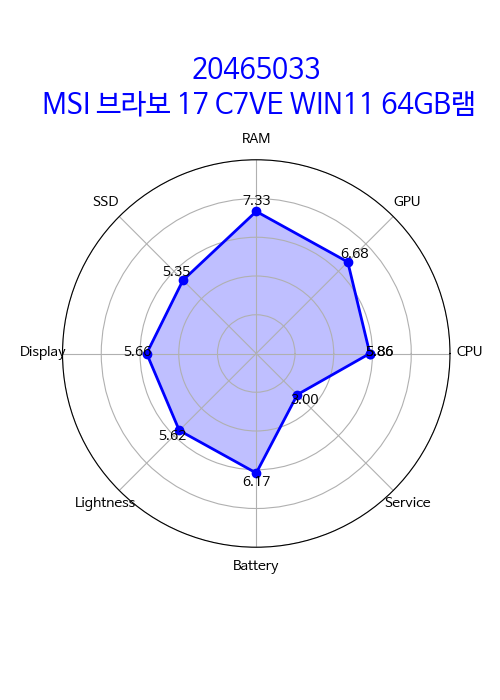 20465033
MSI 브라보 17 C7VE WIN11 64GB램
RAM
SSD
GPU
7.33
6.68
5.35
Display
5.66
5.86
CPU
3.00
5.62
6.17
Lightness
Service
Battery